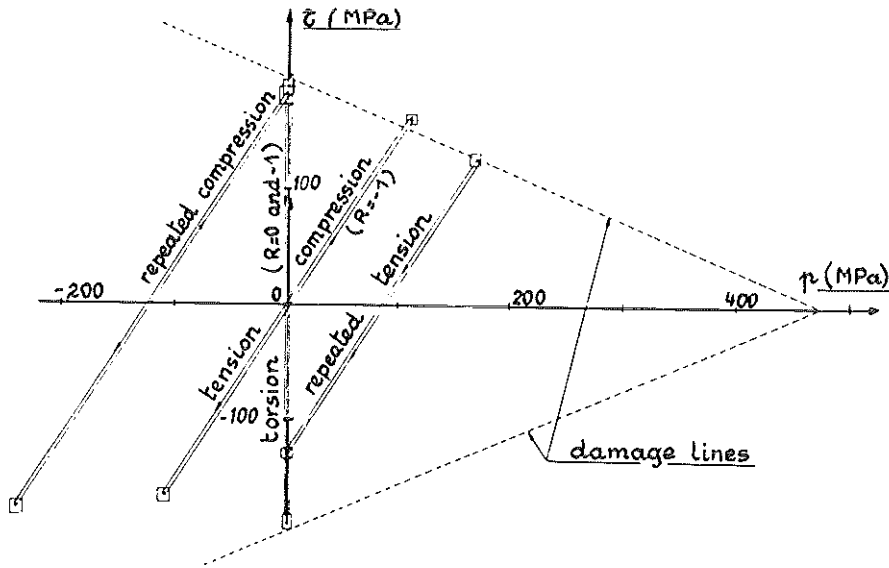 τ (MPa)
repeated compression
(R=0 and -1)
100
compression
(R=-1)
tension
p (MPa)
-200
0
200
400
tension
torsion
repeated
-100
damage lines